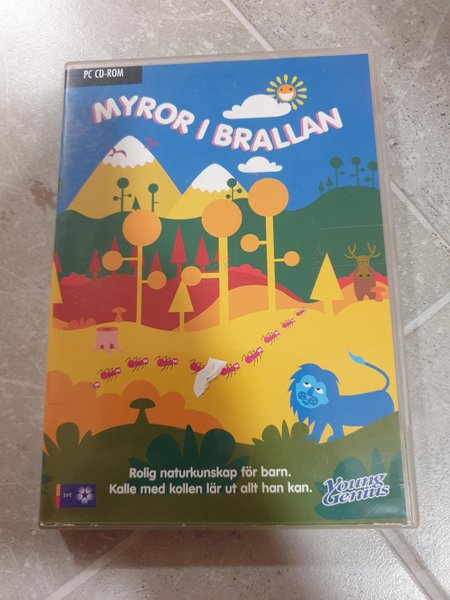 PC CD-ROM
MYROR I BRALLAN
Rolig naturkunskap för barn.
Kalle med kollen lär ut allt han kan.
svt
Young
Genius